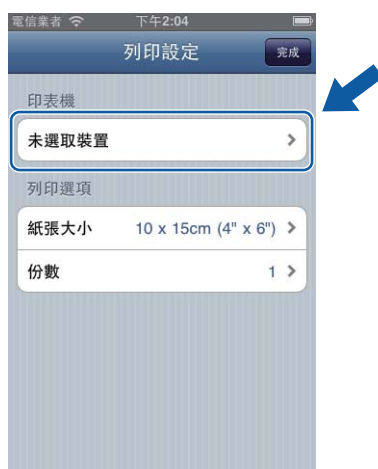 電信業者 下午2:04
列印設定 完成
印表機
未選取裝置
列印選項
紙張大小 10 x 15cm (4" x 6")
份數 1